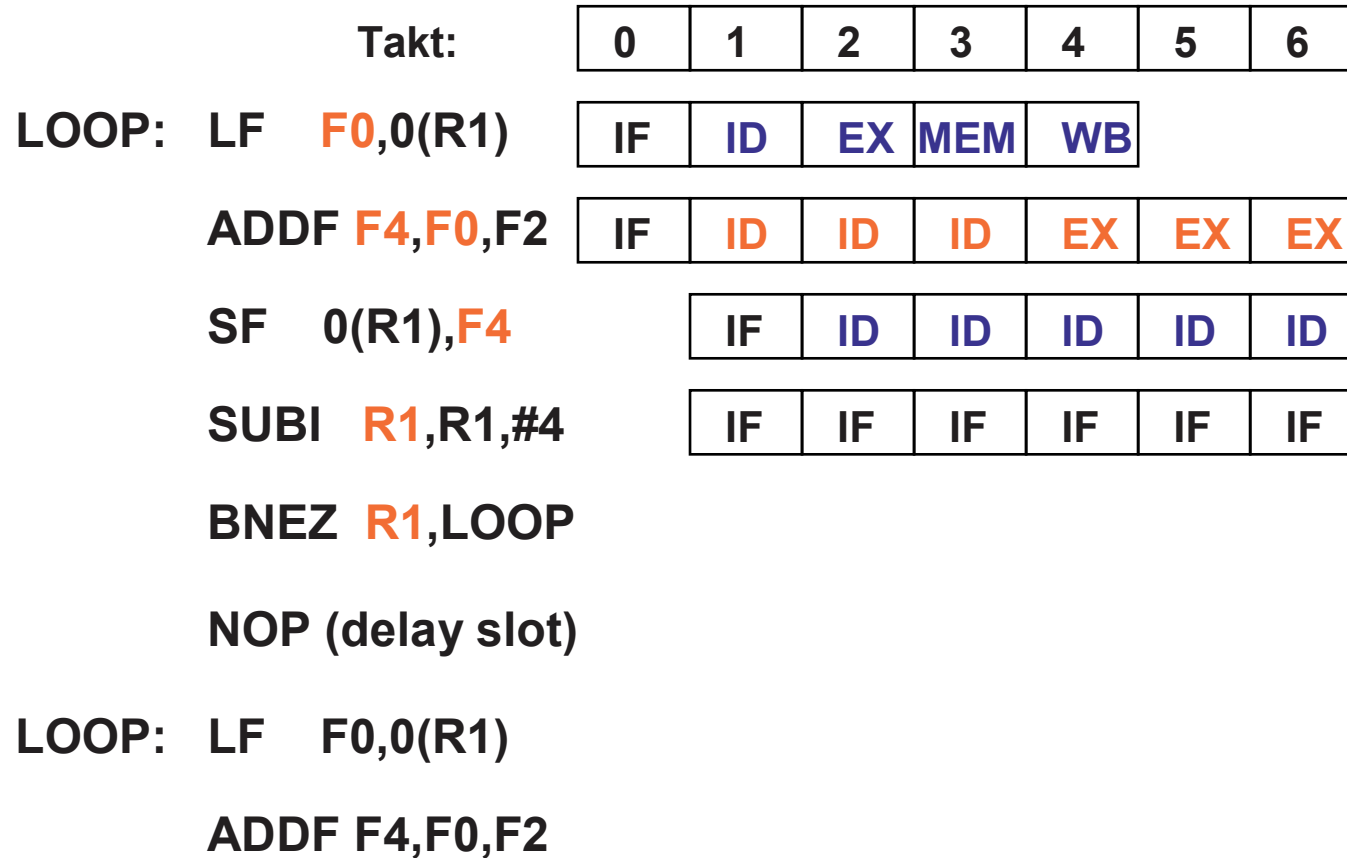 Takt: 0 1 2 3 4 5 6
LOOP: LF F0,0(R1) IF ID EX MEM WB
ADDF F4,F0,F2 IF ID ID ID EX EX EX
SF 0(R1),F4 IF ID ID ID ID ID
SUBI R1,R1,#4 IF IF IF IF IF IF
BNEZ R1,LOOP
NOP (delay slot)
LOOP: LF F0,0(R1)
ADDF F4,F0,F2